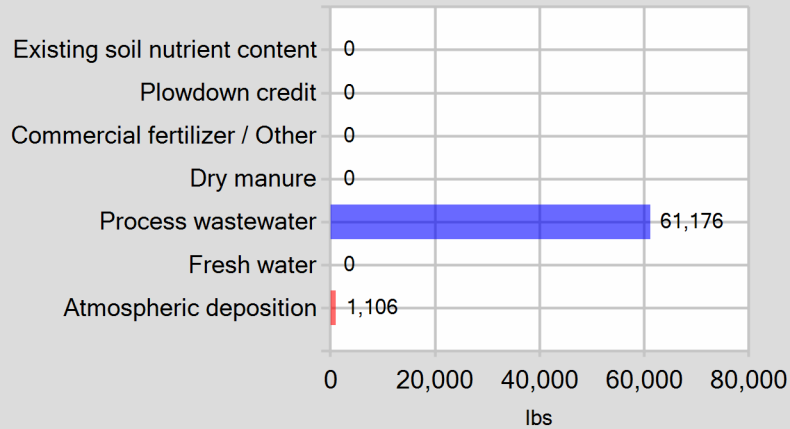 Existing soil nutrient content 0
Plowdown credit 0
Commercial fertilizer / Other 0
Dry manure 0
Process wastewater 61,176
Fresh water 0
Atmospheric deposition 1,106
0 20,000 40,000 60,000 80,000
lbs